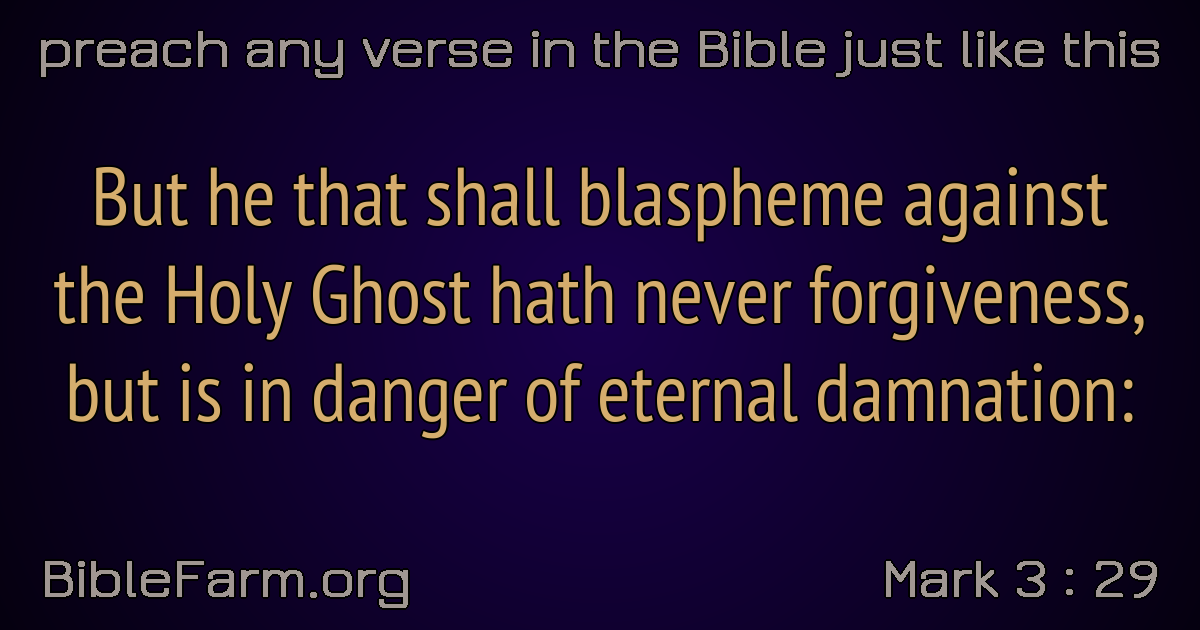 preach any verse in the Bible just like this
But he that shall blaspheme against
the Holy Ghost hath never forgiveness,
but is in danger of eternal damnation:
BibleFarm.org
Mark 3 : 29